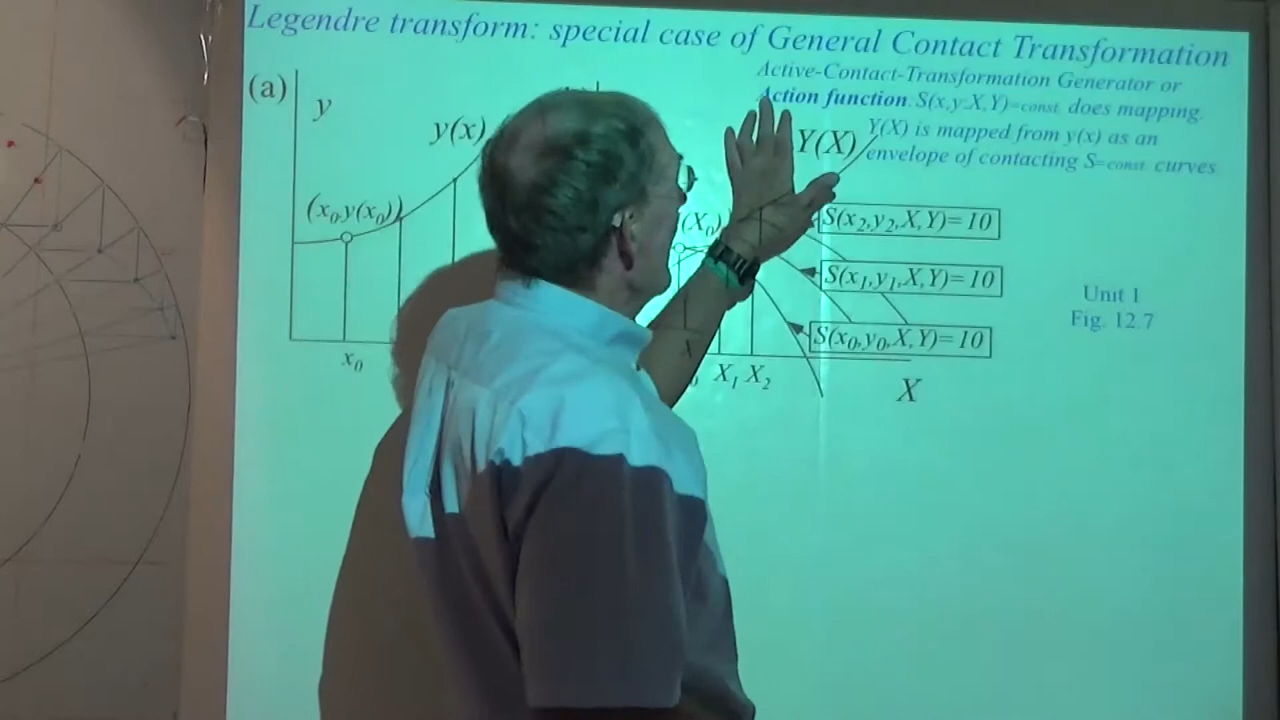 Legendre transform: special case of General Contact Transformation
Active-Contact-Transformation Generator or
Action function. S(x,y:X,Y)=const. does mapping.
Y(X) is mapped from y(x) as an
envelope of contacting S=const. curves
(a)
y
y(x)
Y(X)
(x₀,y(x₀))
(X₀)
S(x₂,y₂,X,Y)=10
S(x₁,y₁,X,Y)=10
S(x₀,y₀,X,Y)=10
Unit 1
Fig. 12.7
x₀
X₁ X₂
X